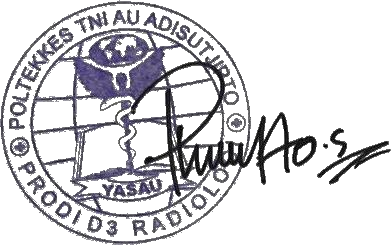 POLTEKKES TNI AU ADISUTJIPTO
YASAU
PRODI D3 RADIOLO